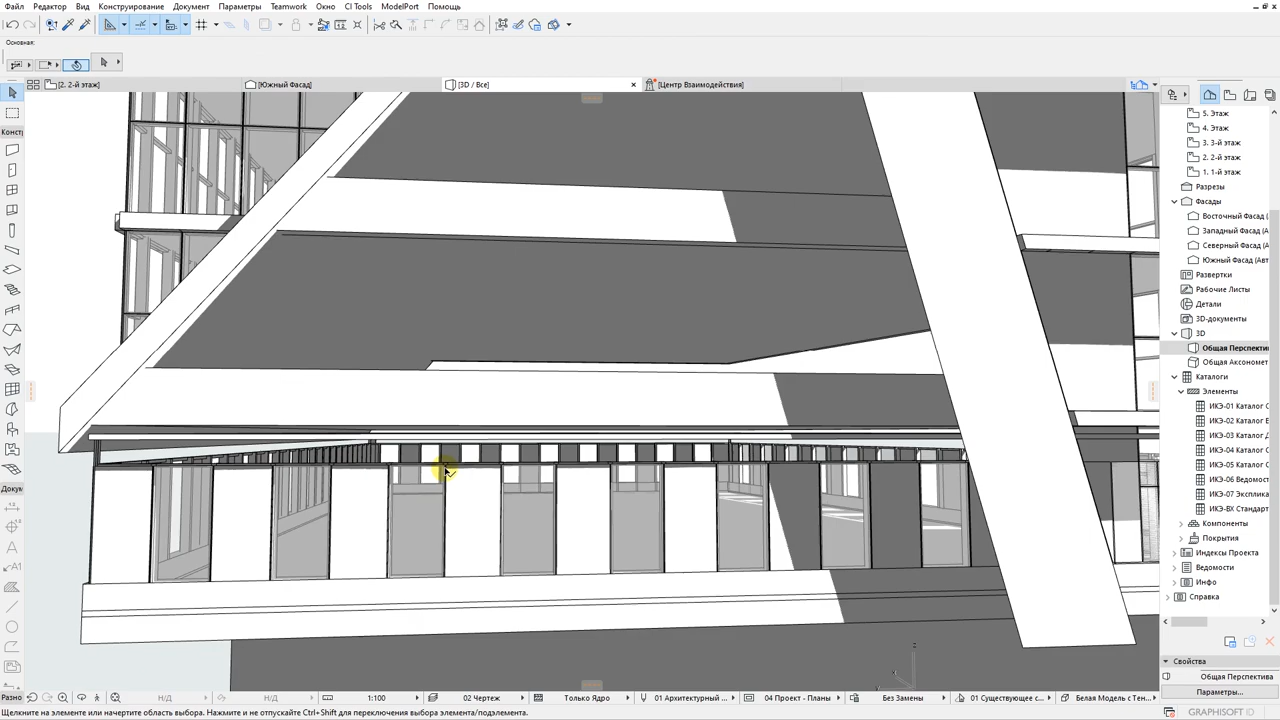 Файл Редактор Вид Конструирование Документ Параметры Teamwork Окно CI Tools ModelPort Помощь
Основная:
[2. 2-й этаж] [Южный Фасад] [3D / Все] [Центр Взаимодействия]
Конст
Докум
A1
Разно
5. Этаж
4. Этаж
3. 3-й этаж
2. 2-й этаж
1. 1-й этаж
Разрезы
Фасады
Восточный Фасад (А
Западный Фасад (А
Северный Фасад (А
Южный Фасад (Авт
Развертки
Рабочие Листы
Детали
3D-документы
3D
Общая Перспекти
Общая Аксономет
Каталоги
Элементы
ИКЭ-01 Каталог С
ИКЭ-02 Каталог Е
ИКЭ-03 Каталог Д
ИКЭ-04 Каталог С
ИКЭ-05 Каталог С
ИКЭ-06 Ведомост
ИКЭ-07 Эксплика
ИКЭ-ВХ Стандарт
Компоненты
Покрытия
Индексы Проекта
Ведомости
Инфо
Справка
Свойства
Общая Перспектива
Параметры...
Н/Д Н/Д 1:100 02 Чертеж Только Ядро 01 Архитектурный ... 04 Проект - Планы Без Замены 01 Существующее с... Белая Модель с Тен...
Щелкните на элементы или начертите область выбора. Нажмите и не отпускайте Ctrl+Shift для переключения выбора элемента/подэлемента.
GRAPHISOFT ID